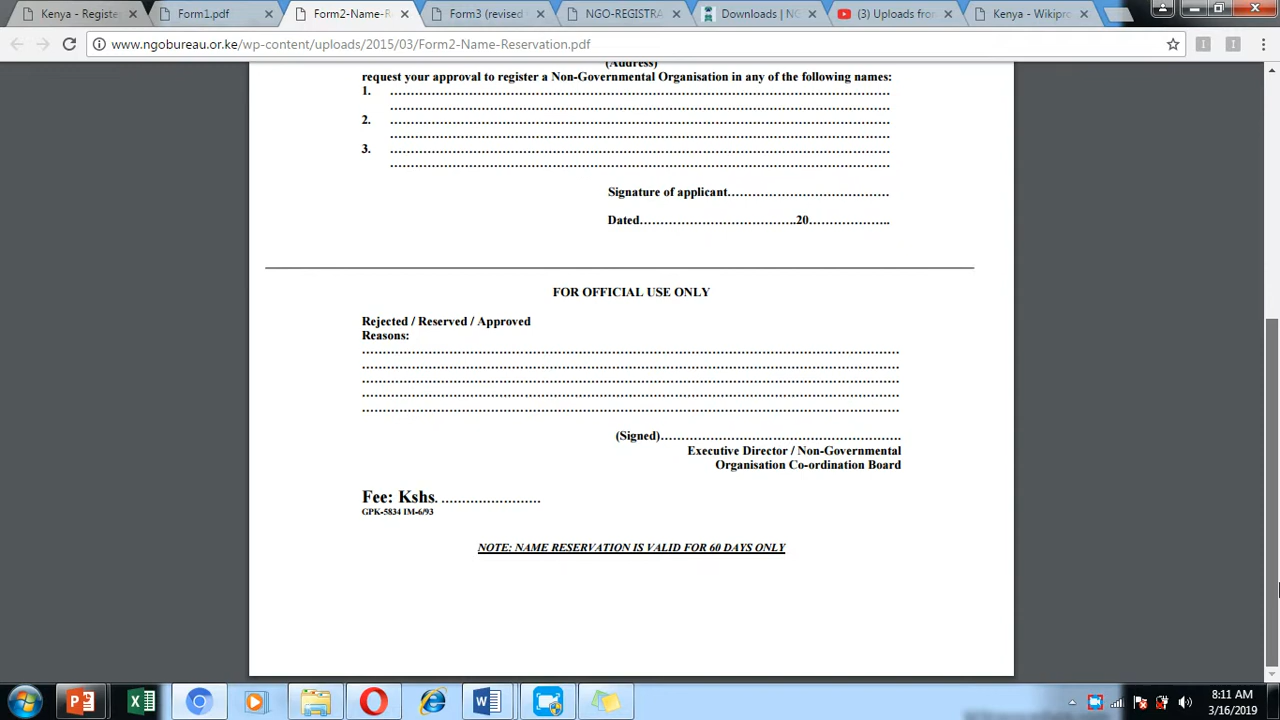 Kenya - Registe
Form1.pdf
Form2-Name-R
Form3 (revised
NGO-REGISTRA
Downloads | NG
(3) Uploads from
Kenya - Wikipro
www.ngobureau.or.ke/wp-content/uploads/2015/03/Form2-Name-Reservation.pdf
(Address)
request your approval to register a Non-Governmental Organisation in any of the following names:
1. ……………………………………………………………………………………
……………………………………………………………………………………
2. ……………………………………………………………………………………
……………………………………………………………………………………
3. ……………………………………………………………………………………
……………………………………………………………………………………
Signature of applicant…………………………………
Dated………………………………..20………………..
FOR OFFICIAL USE ONLY
Rejected / Reserved / Approved
Reasons:
…………………………………………………………………………………………
…………………………………………………………………………………………
…………………………………………………………………………………………
…………………………………………………………………………………………
…………………………………………………………………………………………
(Signed)………………………………………………….
Executive Director / Non-Governmental
Organisation Co-ordination Board
Fee: Kshs. …………………….
GPK-5834 IM-6/93
NOTE: NAME RESERVATION IS VALID FOR 60 DAYS ONLY
8:11 AM
3/16/2019